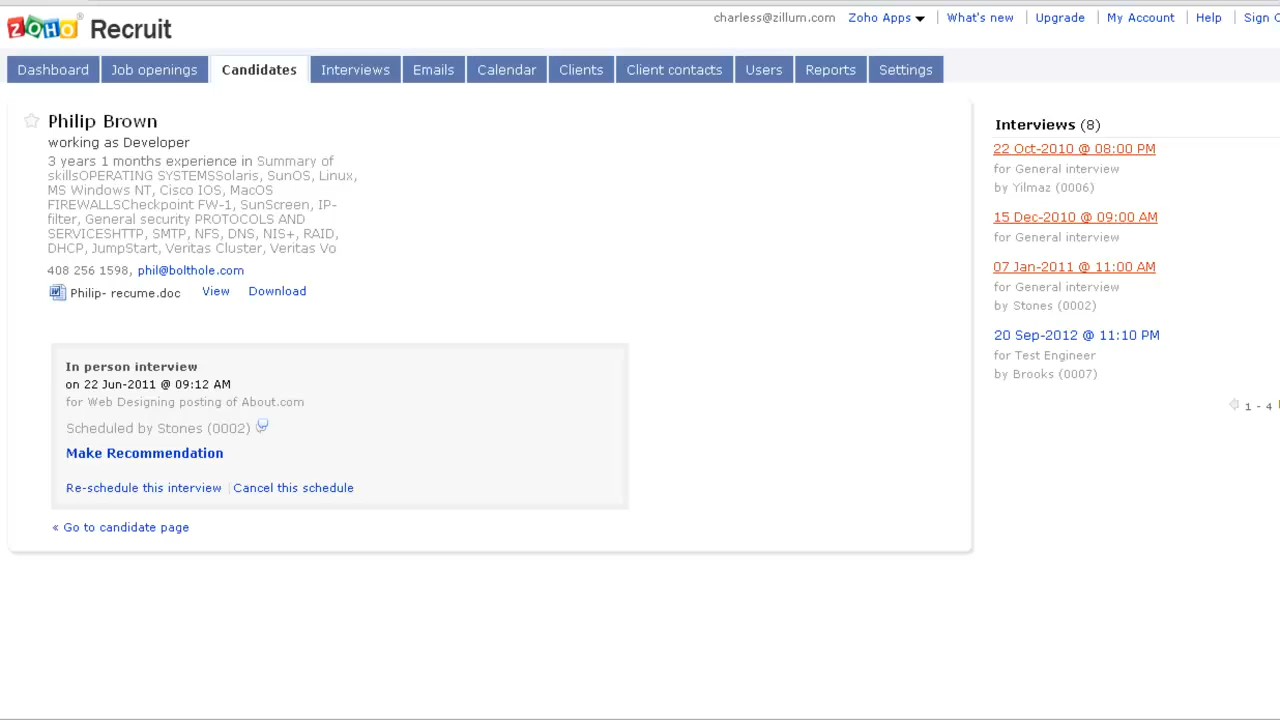 ZOHO Recruit
charless@zillum.com Zoho Apps What's new Upgrade My Account Help Sign
Dashboard Job openings Candidates Interviews Emails Calendar Clients Client contacts Users Reports Settings
Philip Brown
working as Developer
3 years 1 months experience in Summary of
skillsOPERATING SYSTEMSSolaris, SunOS, Linux,
MS Windows NT, Cisco IOS, MacOS
FIREWALLSCheckpoint FW-1, SunScreen, IP-
filter, General security PROTOCOLS AND
SERVICESHTTP, SMTP, NFS, DNS, NIS+, RAID,
DHCP, JumpStart, Veritas Cluster, Veritas Vo
408 256 1598, phil@bolthole.com
Philip- recume.doc View Download
In person interview
on 22 Jun-2011 @ 09:12 AM
for Web Designing posting of About.com
Scheduled by Stones (0002)
Make Recommendation
Re-schedule this interview | Cancel this schedule
« Go to candidate page
Interviews (8)
22 Oct-2010 @ 08:00 PM
for General interview
by Yilmaz (0006)
15 Dec-2010 @ 09:00 AM
for General interview
07 Jan-2011 @ 11:00 AM
for General interview
by Stones (0002)
20 Sep-2012 @ 11:10 PM
for Test Engineer
by Brooks (0007)
1 - 4